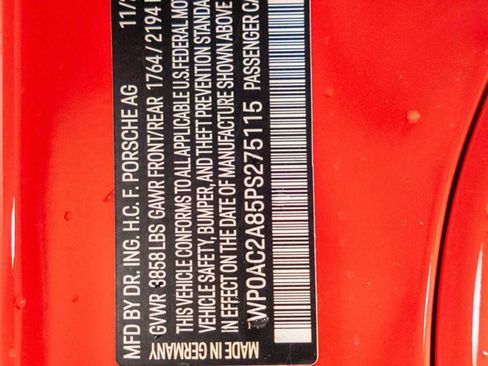 MFD BY DR. ING. H.C. F. PORSCHE AG 11/
GVWR 3858 LBS GAWR FRONT/REAR 1764 / 2194
THIS VEHICLE CONFORMS TO ALL APPLICABLE U.S. FEDERAL MOT
VEHICLE SAFETY, BUMPER, AND THEFT PREVENTION STANDA
IN EFFECT ON THE DATE OF MANUFACTURE SHOWN ABOVE
WP0AC2A85PS275115 PASSENGER CA
MADE IN GERMANY